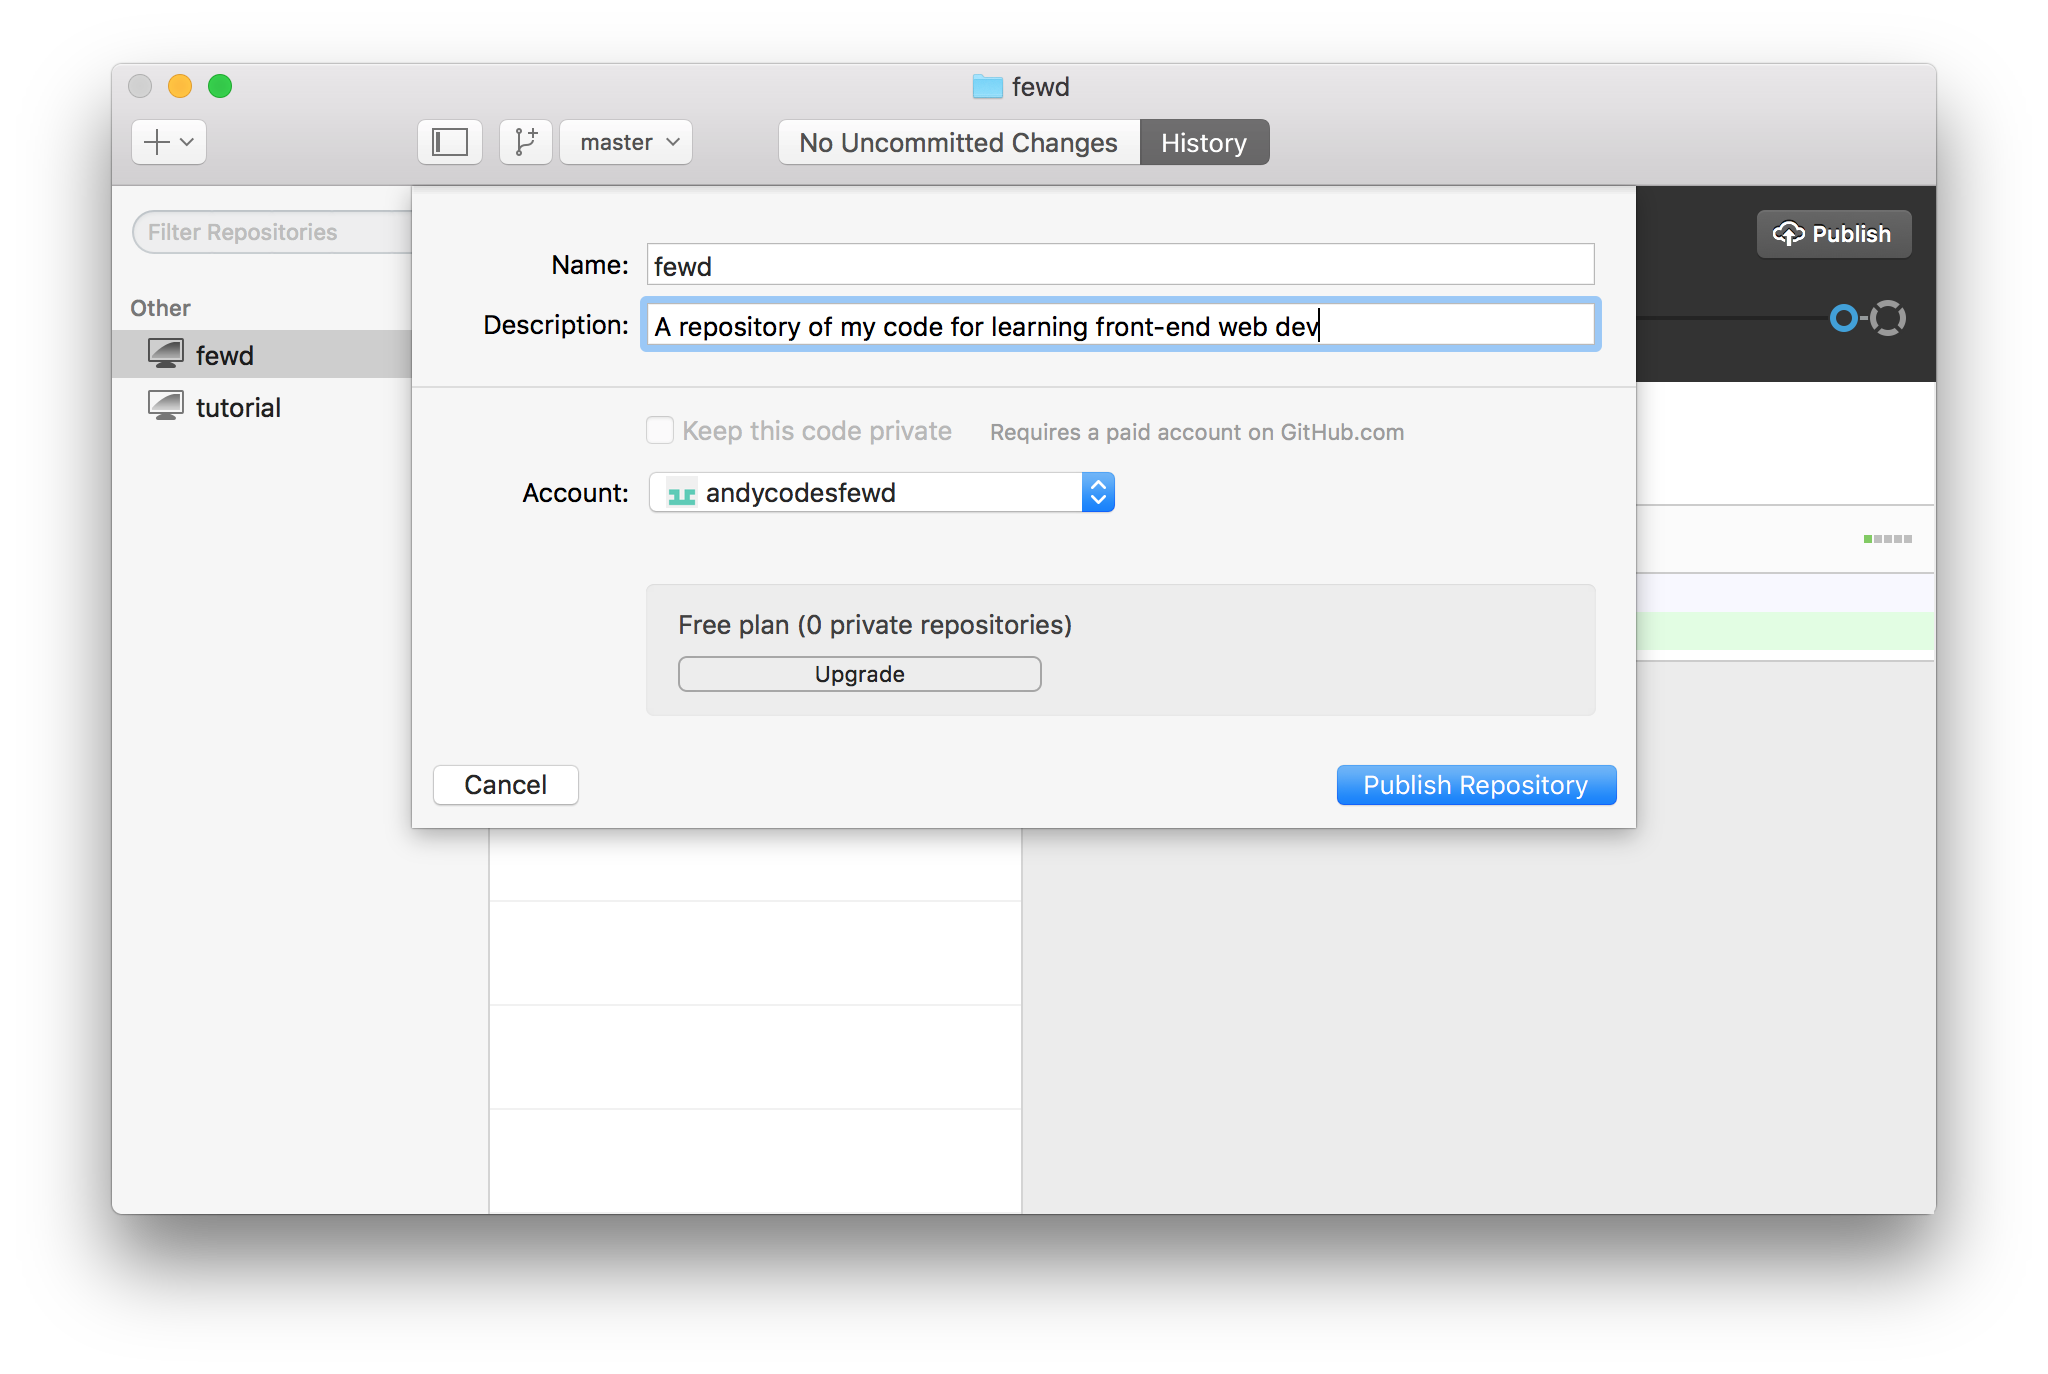 fewd
master
No Uncommitted Changes
History
Filter Repositories
Other
fewd
tutorial
Publish
Name: fewd
Description: A repository of my code for learning front-end web dev
Keep this code private Requires a paid account on GitHub.com
Account: andycodesfewd
Free plan (0 private repositories)
Upgrade
Cancel
Publish Repository